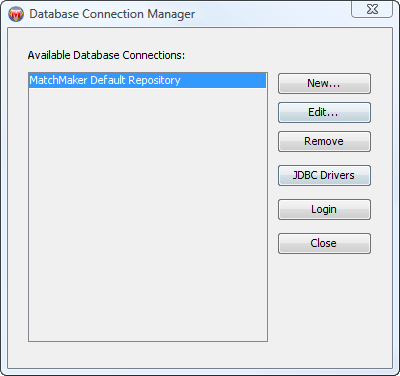 Database Connection Manager
Available Database Connections:
MatchMaker Default Repository
New...
Edit...
Remove
JDBC Drivers
Login
Close